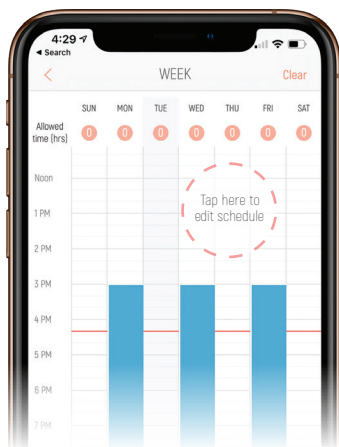 4:29
Search
WEEK
Clear
SUN MON TUE WED THU FRI SAT
Allowed
time (hrs)
0 0 0 0 0 0 0
Noon
Tap here to
edit schedule
1 PM
2 PM
3 PM
4 PM
5 PM
6 PM
7 PM